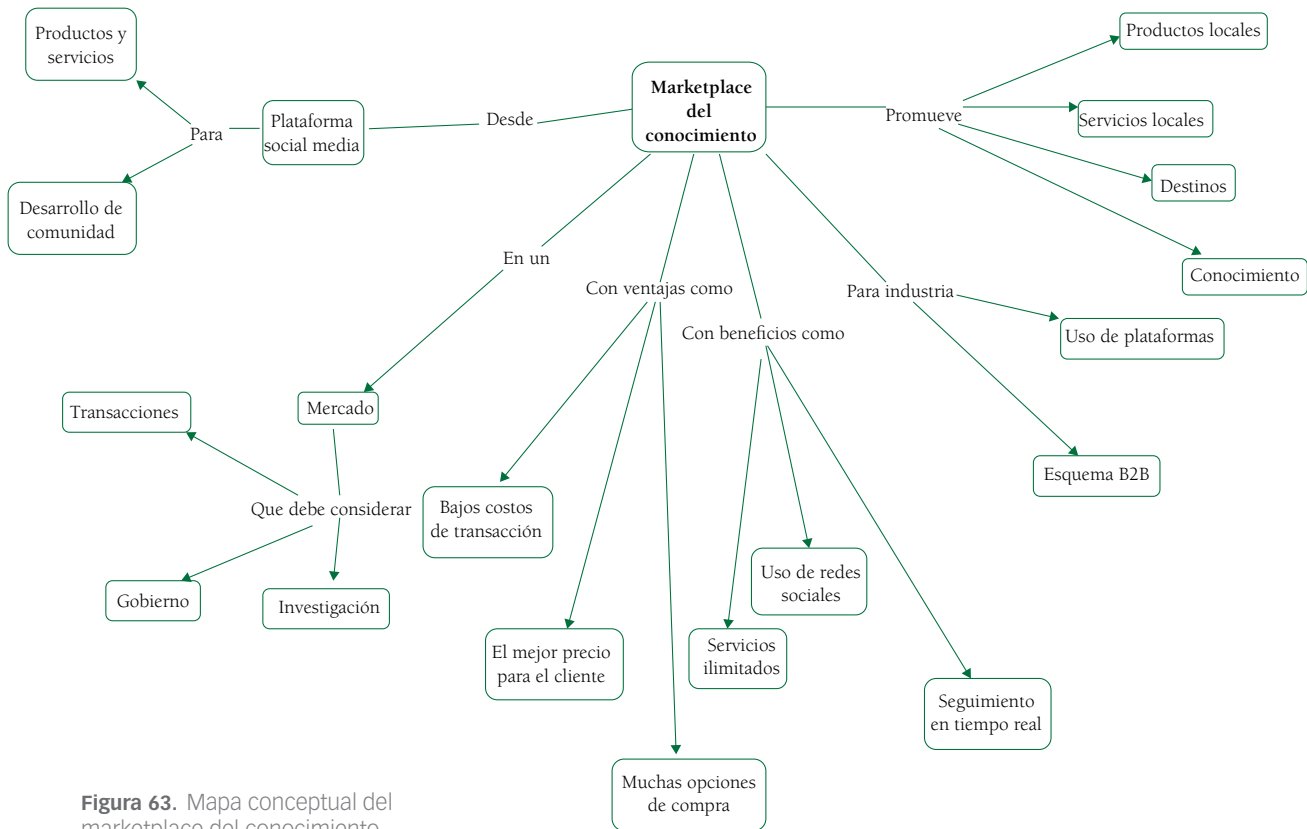 Productos y
servicios
Para
Plataforma
social media
Desde
Desarrollo de
comunidad
Marketplace
del
conocimiento
Promueve
Productos locales
Servicios locales
Destinos
Conocimiento
En un
Con ventajas como
Con beneficios como
Para industria
Uso de plataformas
Esquema B2B
Mercado
Transacciones
Que debe considerar
Gobierno
Investigación
Bajos costos
de transacción
El mejor precio
para el cliente
Muchas opciones
de compra
Servicios
ilimitados
Uso de redes
sociales
Seguimiento
en tiempo real
Figura 63. Mapa conceptual del
marketplace del conocimiento